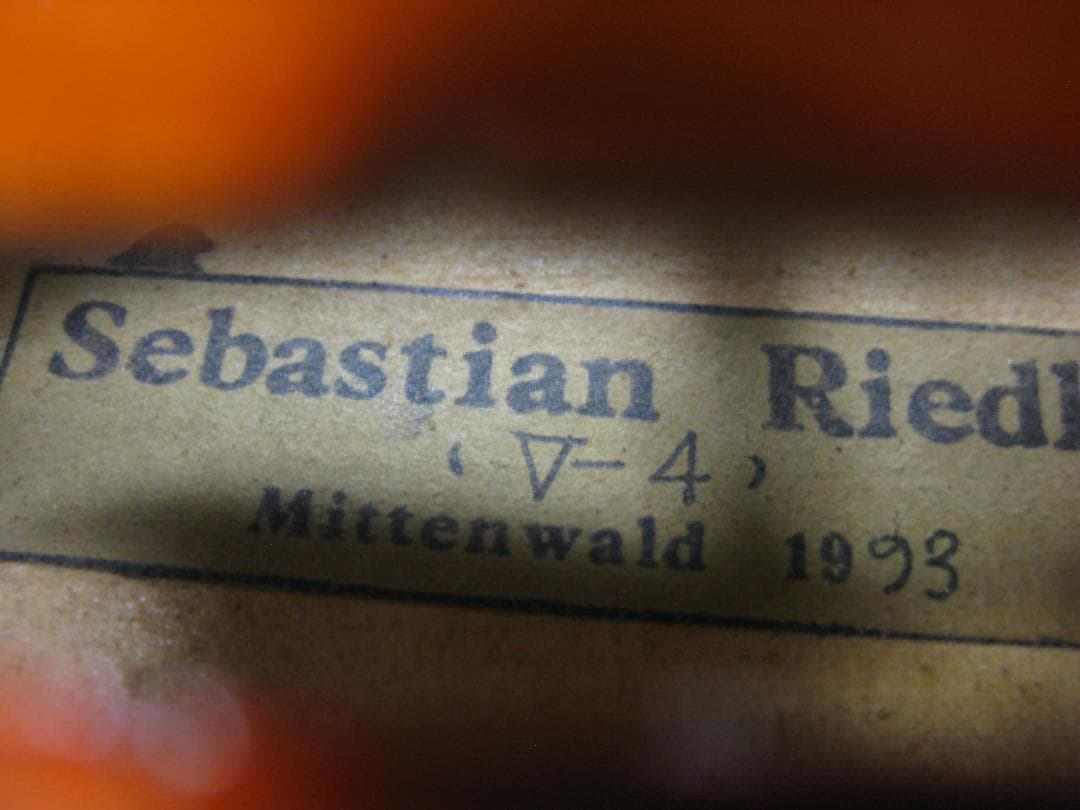 Sebastian Riedl
( V-4 )
Mittenwald 1993